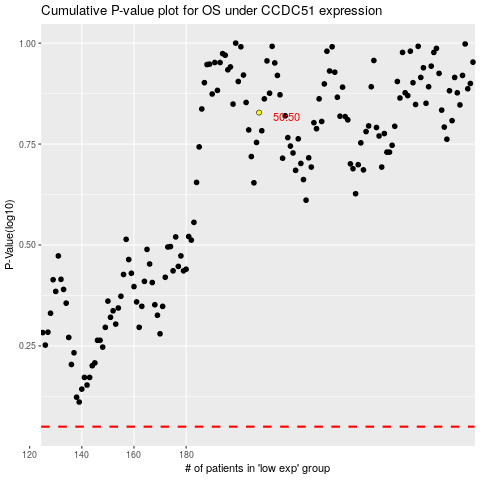 Cumulative P-value plot for OS under CCDC51 expression
P-Value(log10)
1.00
0.75
0.50
0.25
50:50
120 140 160 180
# of patients in 'low exp' group